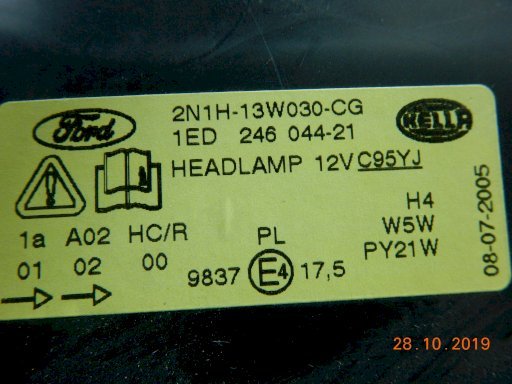 Ford
2N1H-13W030-CG
1ED 246 044-21
HELLA
HEADLAMP 12V C95YJ
1a A02 HC/R
01 02 00
PL
9837 E4 17,5
H4
W5W
PY21W
08-07-2005
28.10.2019